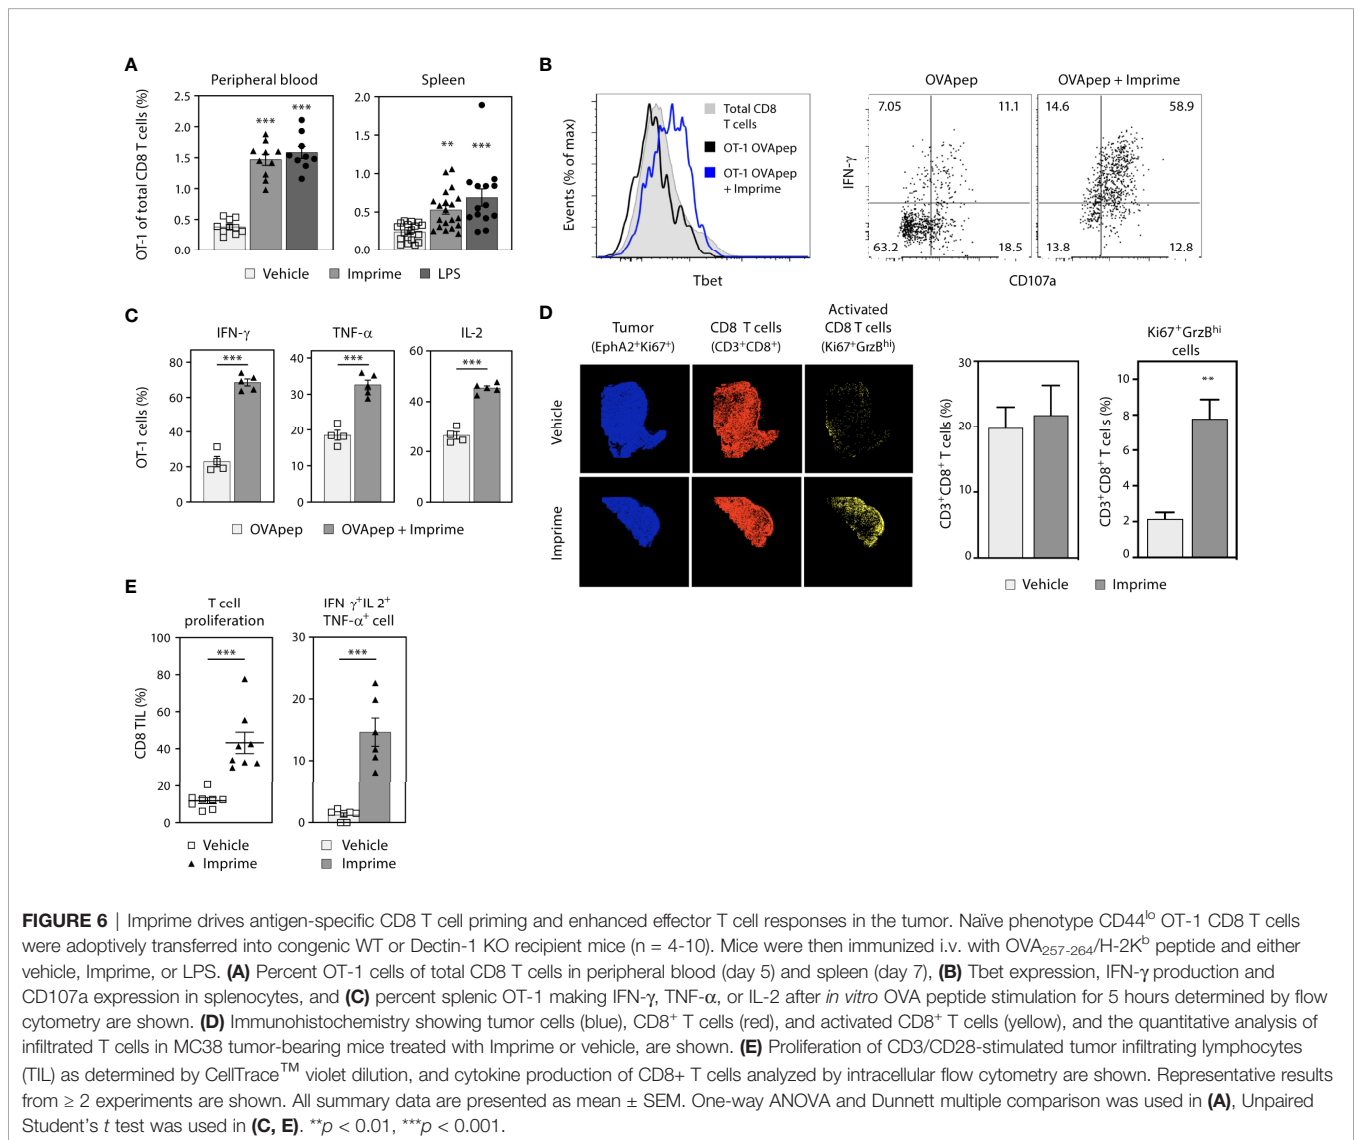 A
Peripheral blood
Spleen
OT-1 of total CD8 T cells (%)
2.5
2.0
1.5
1.0
0.5
0.0
***
***
2.5
2.0
1.5
1.0
0.5
0.0
**
***
Vehicle
Imprime
LPS
B
Events (% of max)
Total CD8
T cells
OT-1 OVApep
OT-1 OVApep
+ Imprime
Tbet
OVApep
OVApep + Imprime
IFN-γ
7.05
11.1
63.2
18.5
14.6
58.9
13.8
12.8
CD107a
C
IFN-γ
TNF-α
IL-2
OT-1 cells (%)
80
60
40
20
0
***
40
30
20
10
0
***
60
40
20
0
***
OVApep
OVApep + Imprime
D
Tumor
(EphA2⁺Ki67⁺)
CD8 T cells
(CD3⁺CD8⁺)
Activated
CD8 T cells
(Ki67⁺GrzBʰⁱ)
Vehicle
Imprime
CD3⁺CD8⁺ T cells (%)
30
20
10
0
Ki67⁺GrzBʰⁱ
cells
CD3⁺CD8⁺ T cells (%)
10
8
6
4
2
0
**
Vehicle
Imprime
E
T cell
proliferation
CD8 TIL (%)
100
80
60
40
20
0
***
Vehicle
Imprime
IFN γ⁺IL 2⁺
TNF-α⁺ cell
30
20
10
0
***
Vehicle
Imprime
FIGURE 6 | Imprime drives antigen-specific CD8 T cell priming and enhanced effector T cell responses in the tumor. Naïve phenotype CD44ˡᵒ OT-1 CD8 T cells
were adoptively transferred into congenic WT or Dectin-1 KO recipient mice (n = 4-10). Mice were then immunized i.v. with OVA₂₅₇₋₂₆₄/H-2Kᵇ peptide and either
vehicle, Imprime, or LPS. (A) Percent OT-1 cells of total CD8 T cells in peripheral blood (day 5) and spleen (day 7), (B) Tbet expression, IFN-γ production and
CD107a expression in splenocytes, and (C) percent splenic OT-1 making IFN-γ, TNF-α, or IL-2 after in vitro OVA peptide stimulation for 5 hours determined by flow
cytometry are shown. (D) Immunohistochemistry showing tumor cells (blue), CD8⁺ T cells (red), and activated CD8⁺ T cells (yellow), and the quantitative analysis of
infiltrated T cells in MC38 tumor-bearing mice treated with Imprime or vehicle, are shown. (E) Proliferation of CD3/CD28-stimulated tumor infiltrating lymphocytes
(TIL) as determined by CellTrace™ violet dilution, and cytokine production of CD8+ T cells analyzed by intracellular flow cytometry are shown. Representative results
from ≥ 2 experiments are shown. All summary data are presented as mean ± SEM. One-way ANOVA and Dunnett multiple comparison was used in (A), Unpaired
Student's t test was used in (C, E). **p < 0.01, ***p < 0.001.